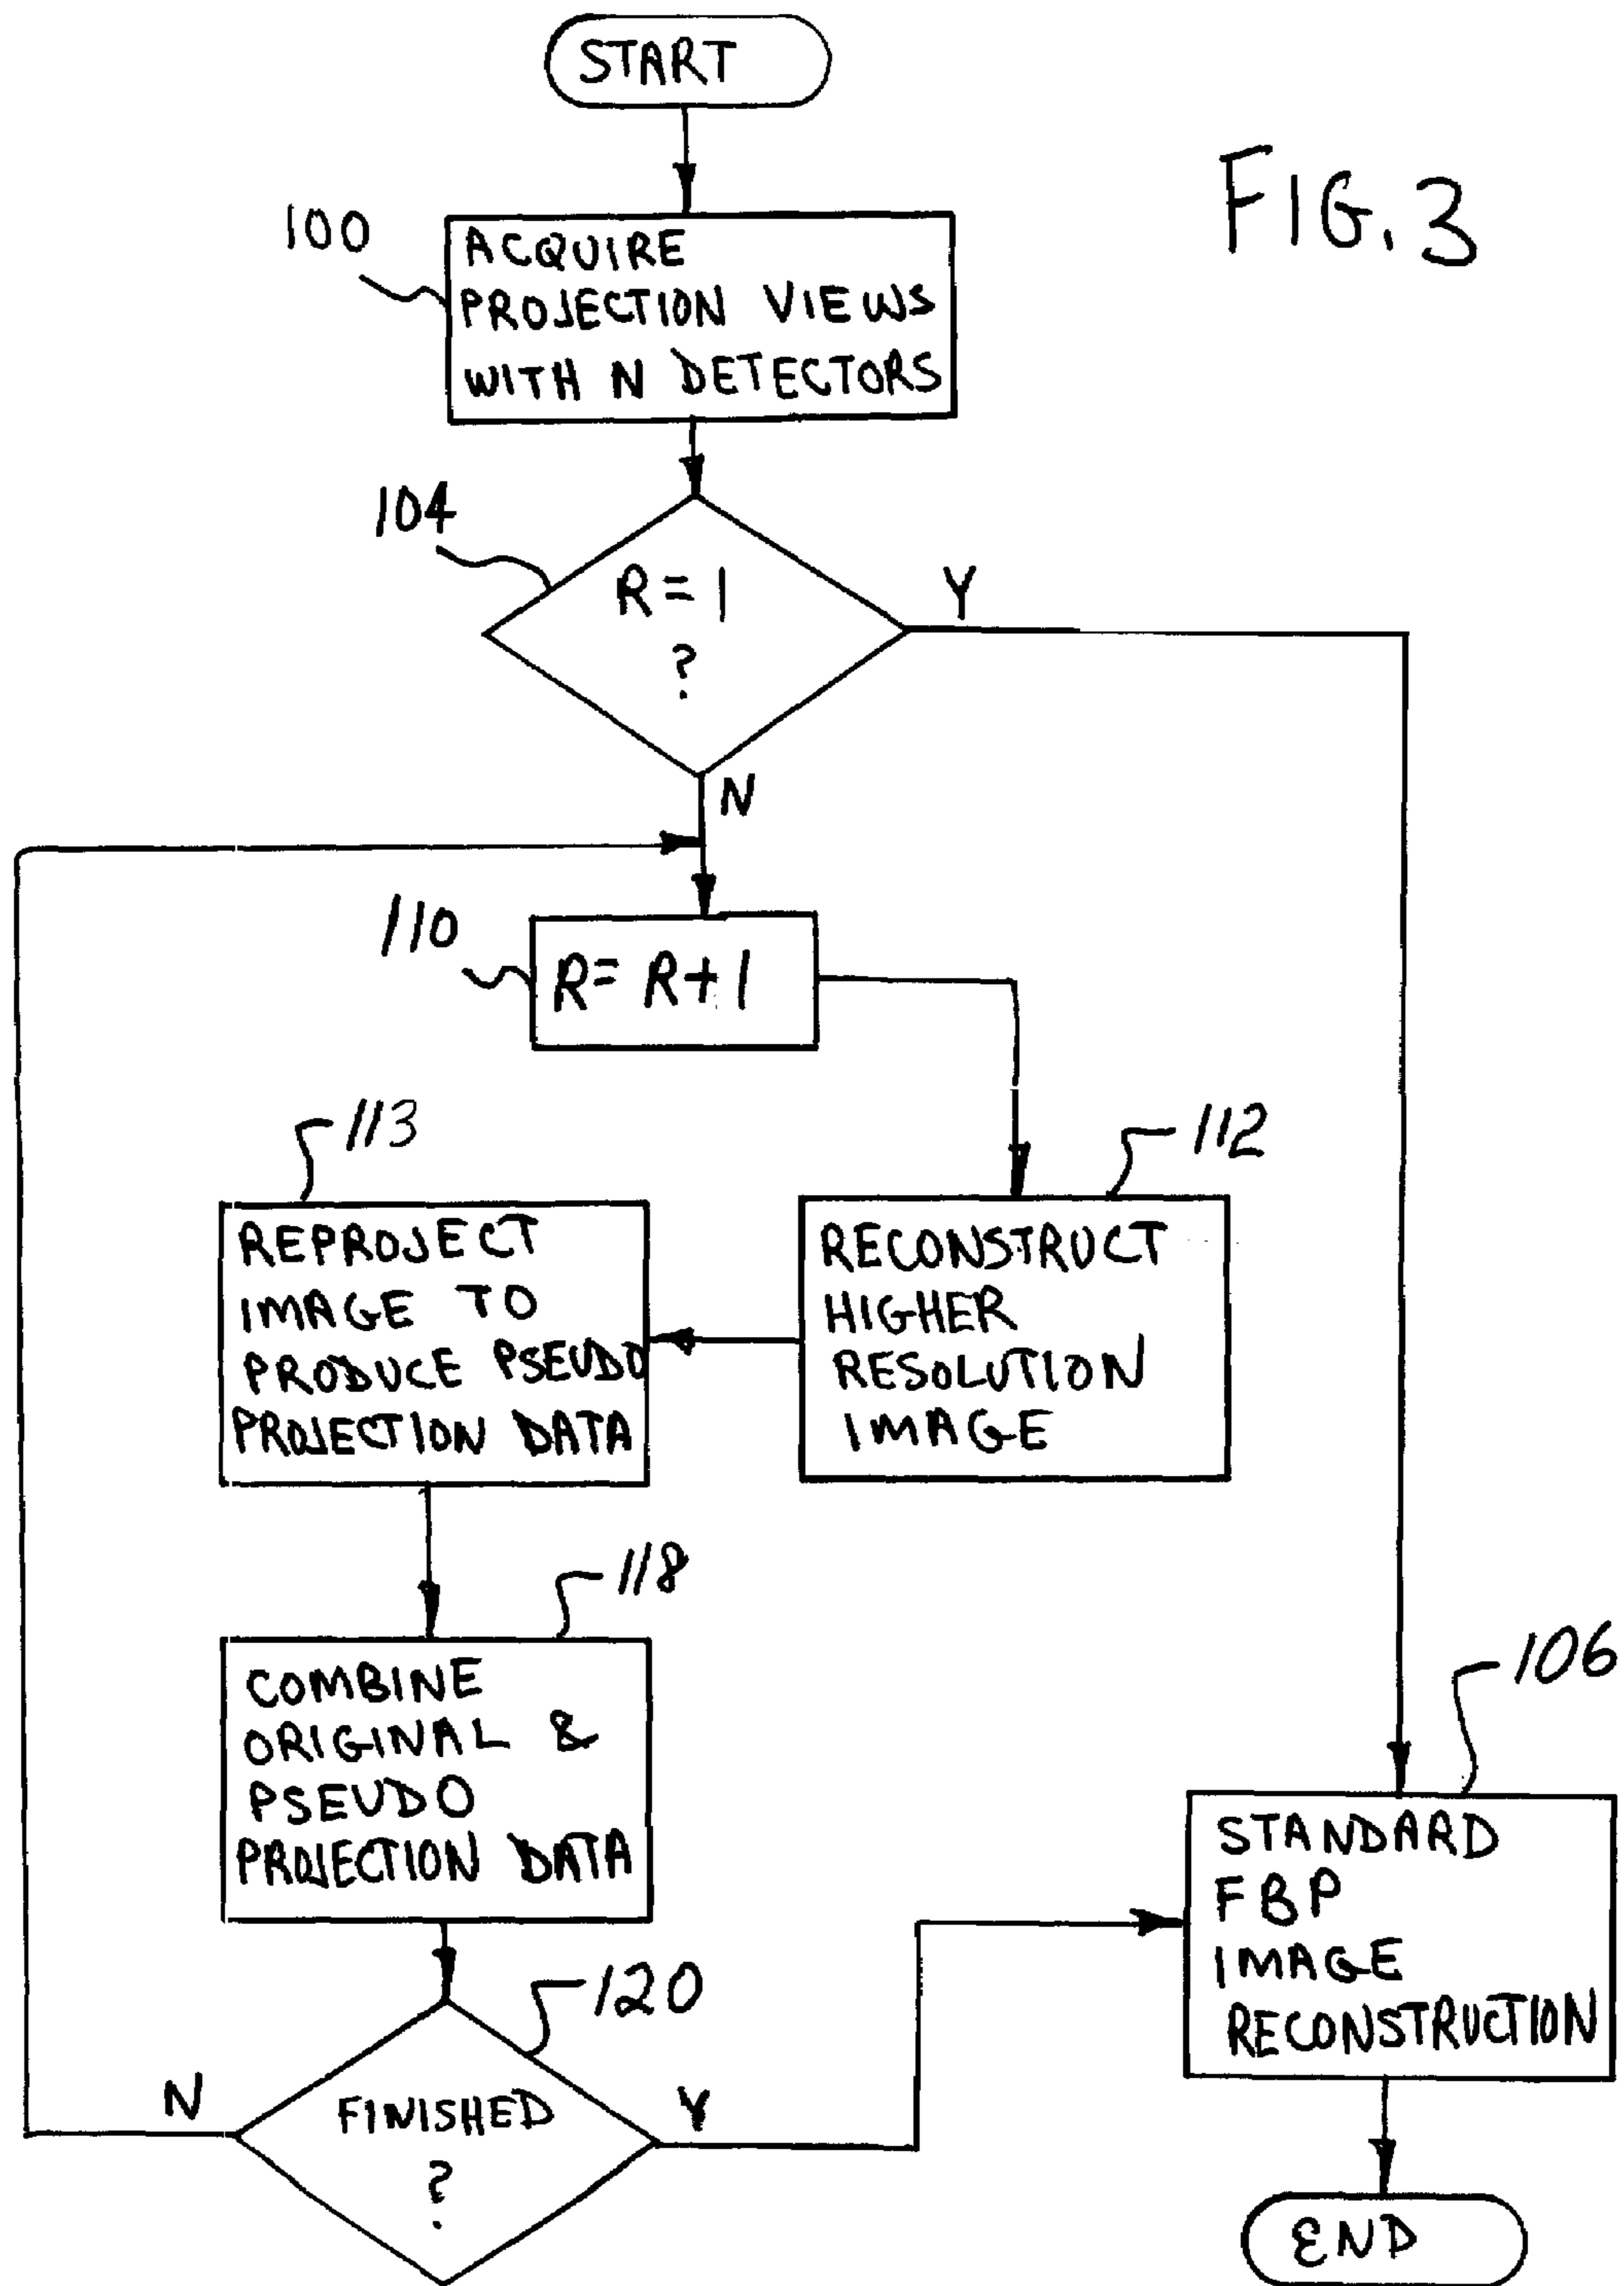 START
FIG. 3
100
ACQUIRE
PROJECTION VIEWS
WITH N DETECTORS
104
R = 1
?
Y
N
110
R = R + 1
113
112
REPROJECT
IMAGE TO
PRODUCE PSEUDO
PROJECTION DATA
RECONSTRUCT
HIGHER
RESOLUTION
IMAGE
118
COMBINE
ORIGINAL &
PSEUDO
PROJECTION DATA
106
STANDARD
FBP
IMAGE
RECONSTRUCTION
120
N
FINISHED
?
Y
END